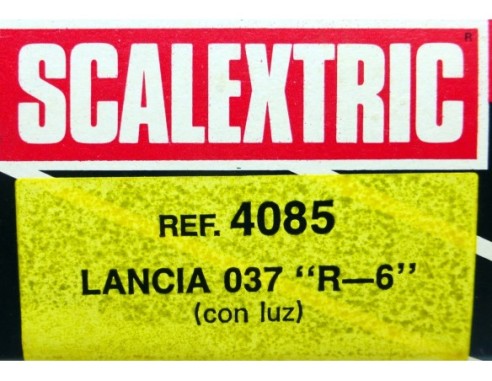 SCALEXTRIC
R
REF. 4085
LANCIA 037 “R—6”
(con luz)